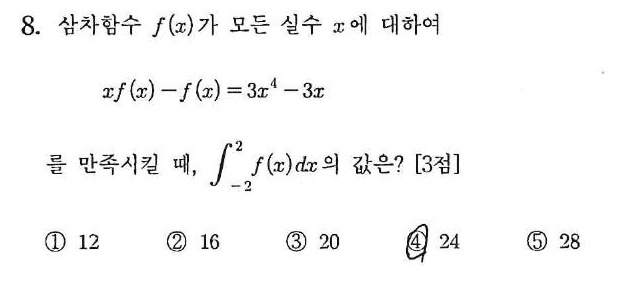 8. 삼차함수 f(x)가 모든 실수 x에 대하여
xf(x)-f(x)=3x⁴-3x
를 만족시킬 때, ∫₋₂² f(x)dx의 값은? [3점]
① 12 ② 16 ③ 20 ④ 24 ⑤ 28